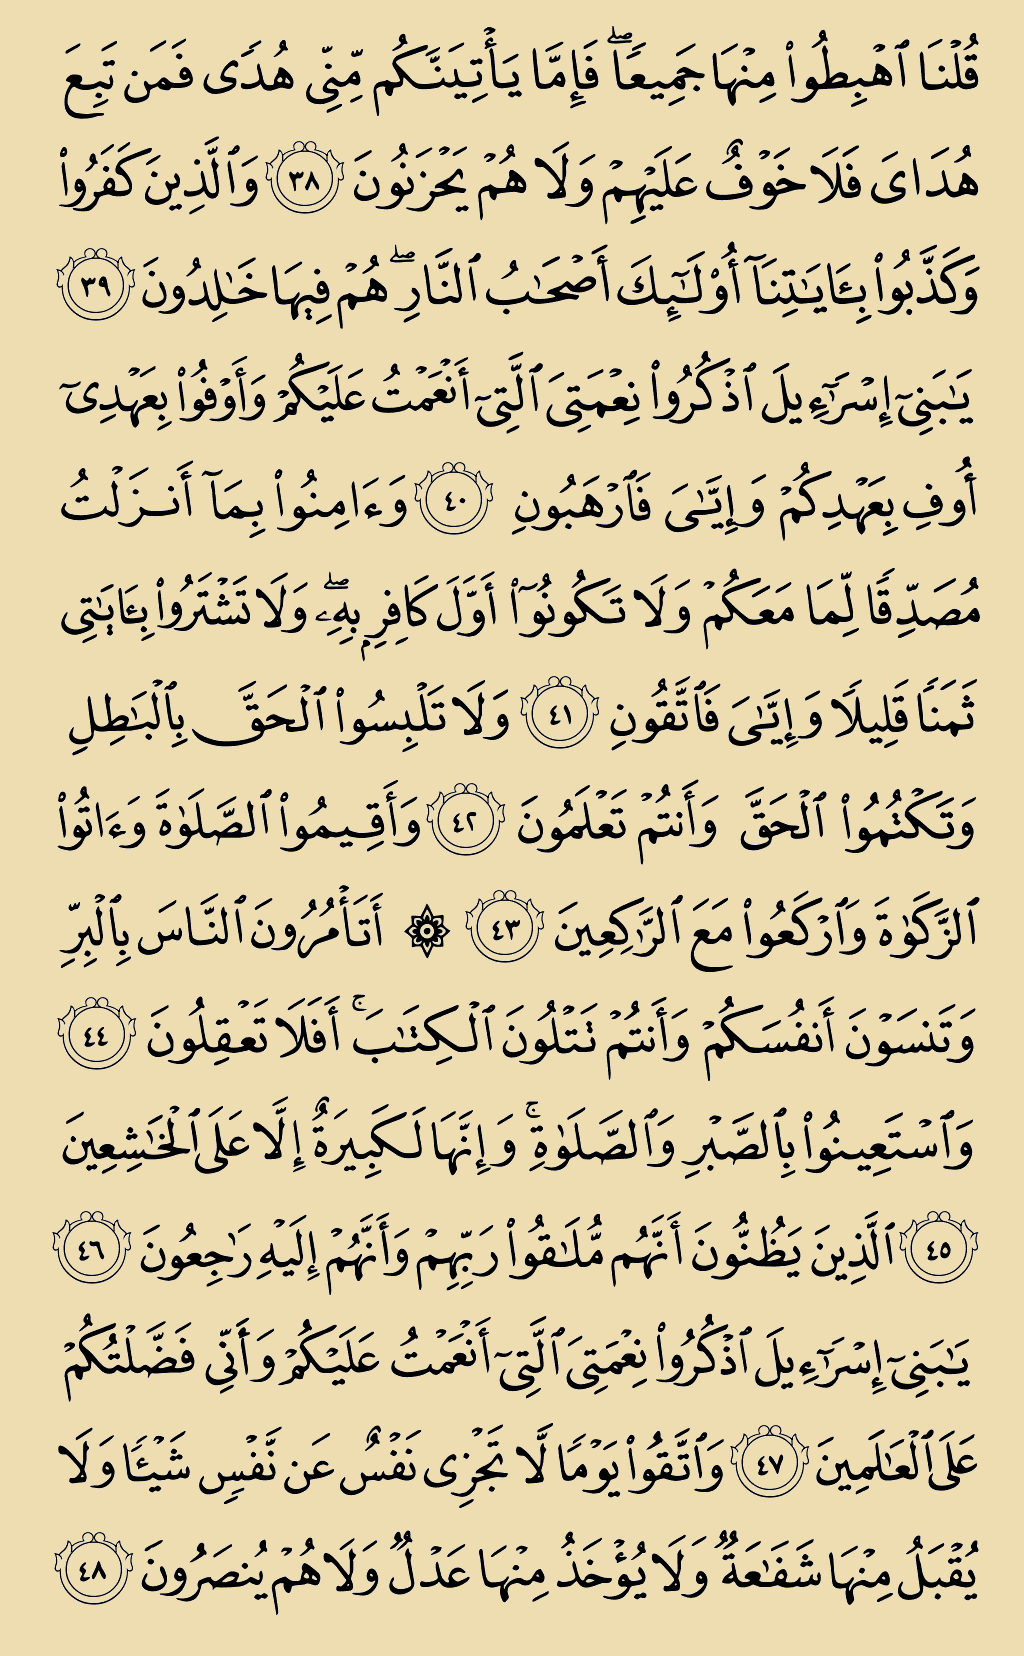 قُلۡنَا ٱهۡبِطُواْ مِنۡهَا جَمِيعٗاۖ فَإِمَّا يَأۡتِيَنَّكُم مِّنِّي هُدٗى فَمَن تَبِعَ
هُدَايَ فَلَا خَوۡفٌ عَلَيۡهِمۡ وَلَا هُمۡ يَحۡزَنُونَ ٣٨ وَٱلَّذِينَ كَفَرُواْ
وَكَذَّبُواْ بِـَٔايَٰتِنَآ أُوْلَٰٓئِكَ أَصۡحَٰبُ ٱلنَّارِۖ هُمۡ فِيهَا خَٰلِدُونَ ٣٩
يَٰبَنِيٓ إِسۡرَٰٓءِيلَ ٱذۡكُرُواْ نِعۡمَتِيَ ٱلَّتِيٓ أَنۡعَمۡتُ عَلَيۡكُمۡ وَأَوۡفُواْ بِعَهۡدِيٓ
أُوفِ بِعَهۡدِكُمۡ وَإِيَّٰيَ فَٱرۡهَبُونِ ٤٠ وَءَامِنُواْ بِمَآ أَنزَلۡتُ
مُصَدِّقٗا لِّمَا مَعَكُمۡ وَلَا تَكُونُوٓاْ أَوَّلَ كَافِرِۭ بِهِۦۖ وَلَا تَشۡتَرُواْ بِـَٔايَٰتِي
ثَمَنٗا قَلِيلٗا وَإِيَّٰيَ فَٱتَّقُونِ ٤١ وَلَا تَلۡبِسُواْ ٱلۡحَقَّ بِٱلۡبَٰطِلِ
وَتَكۡتُمُواْ ٱلۡحَقَّ وَأَنتُمۡ تَعۡلَمُونَ ٤٢ وَأَقِيمُواْ ٱلصَّلَوٰةَ وَءَاتُواْ
ٱلزَّكَوٰةَ وَٱرۡكَعُواْ مَعَ ٱلرَّٰكِعِينَ ٤٣ ۞ أَتَأۡمُرُونَ ٱلنَّاسَ بِٱلۡبِرِّ
وَتَنسَوۡنَ أَنفُسَكُمۡ وَأَنتُمۡ تَتۡلُونَ ٱلۡكِتَٰبَۚ أَفَلَا تَعۡقِلُونَ ٤٤
وَٱسۡتَعِينُواْ بِٱلصَّبۡرِ وَٱلصَّلَوٰةِۚ وَإِنَّهَا لَكَبِيرَةٌ إِلَّا عَلَى ٱلۡخَٰشِعِينَ
٤٥ ٱلَّذِينَ يَظُنُّونَ أَنَّهُم مُّلَٰقُواْ رَبِّهِمۡ وَأَنَّهُمۡ إِلَيۡهِ رَٰجِعُونَ ٤٦
يَٰبَنِيٓ إِسۡرَٰٓءِيلَ ٱذۡكُرُواْ نِعۡمَتِيَ ٱلَّتِيٓ أَنۡعَمۡتُ عَلَيۡكُمۡ وَأَنِّي فَضَّلۡتُكُمۡ
عَلَى ٱلۡعَٰلَمِينَ ٤٧ وَٱتَّقُواْ يَوۡمٗا لَّا تَجۡزِي نَفۡسٌ عَن نَّفۡسٖ شَيۡـٔٗا وَلَا
يُقۡبَلُ مِنۡهَا شَفَٰعَةٞ وَلَا يُؤۡخَذُ مِنۡهَا عَدۡلٞ وَلَا هُمۡ يُنصَرُونَ ٤٨